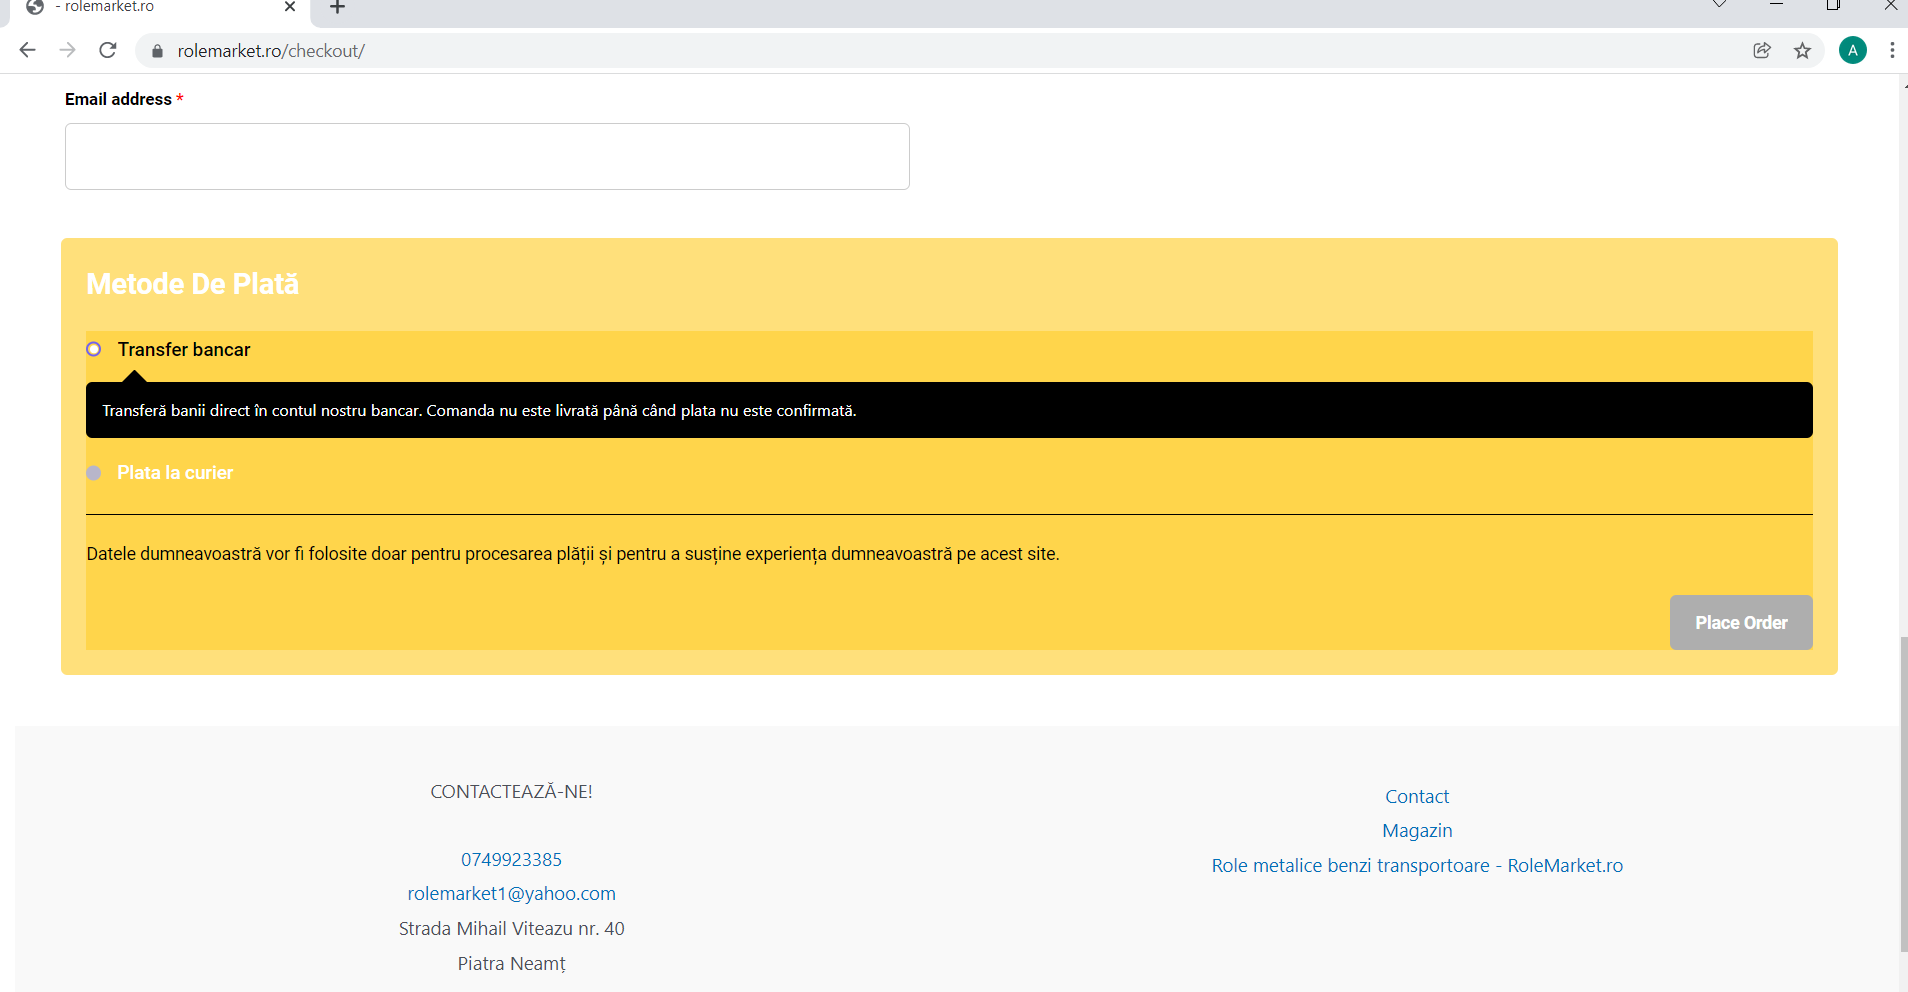 - rolemarket.ro
rolemarket.ro/checkout/
A
Email address *
Metode De Plată
Transfer bancar
Transferă banii direct în contul nostru bancar. Comanda nu este livrată până când plata nu este confirmată.
Plata la curier
Datele dumneavoastră vor fi folosite doar pentru procesarea plății și pentru a susține experiența dumneavoastră pe acest site.
Place Order
CONTACTEAZĂ-NE!
0749923385
rolemarket1@yahoo.com
Strada Mihail Viteazu nr. 40
Piatra Neamț
Contact
Magazin
Role metalice benzi transportoare - RoleMarket.ro